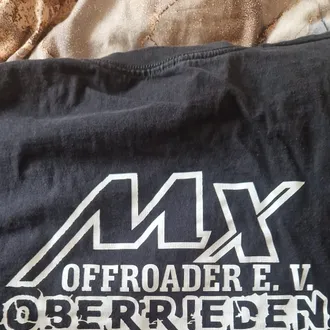 MX
OFFROADER E. V.
OBERRIEDEN